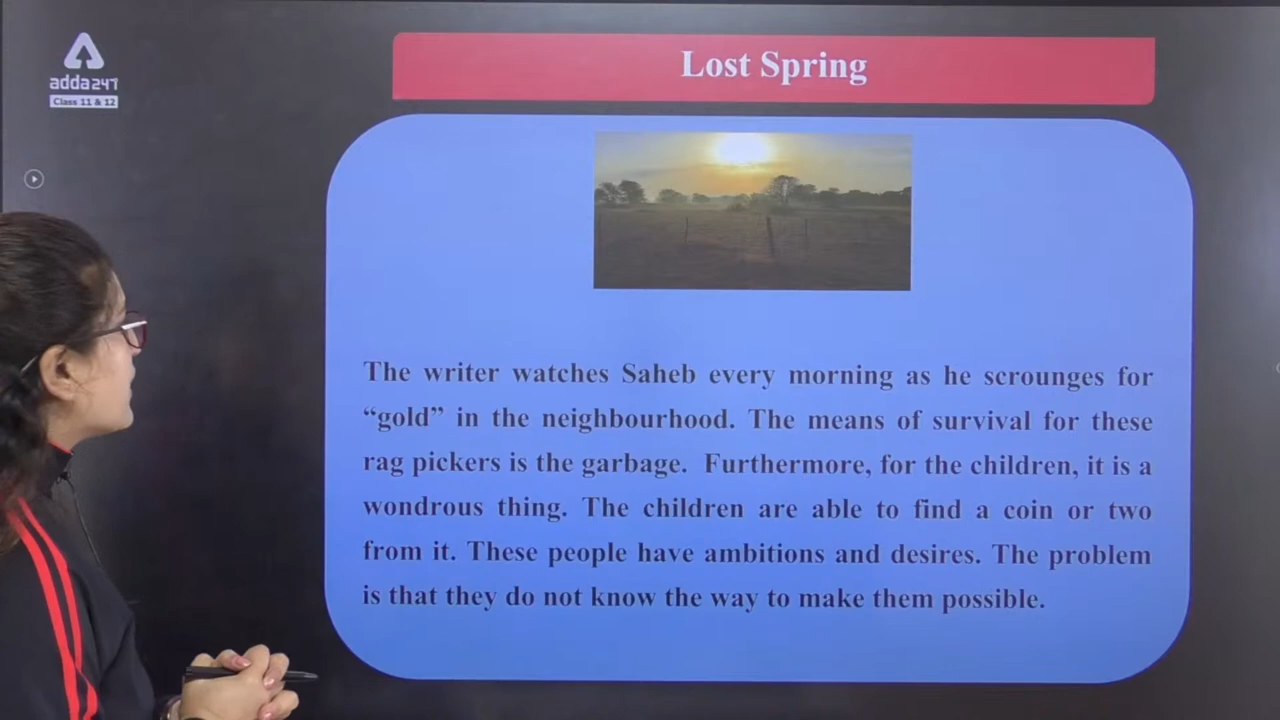 adda247
Class 11 & 12
Lost Spring
The writer watches Saheb every morning as he scrounges for
“gold” in the neighbourhood. The means of survival for these
rag pickers is the garbage. Furthermore, for the children, it is a
wondrous thing. The children are able to find a coin or two
from it. These people have ambitions and desires. The problem
is that they do not know the way to make them possible.